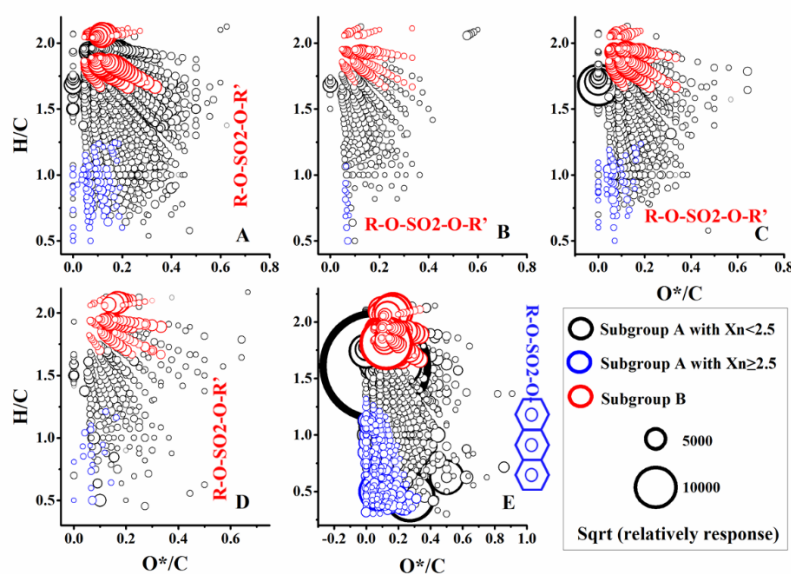 H/C
2.0
1.5
1.0
0.5
0.0
0.2
0.4
0.6
0.8
R-O-SO2-O-R'
A
2.0
1.5
1.0
0.5
0.0
0.2
0.4
0.6
0.8
R-O-SO2-O-R'
B
2.0
1.5
1.0
0.5
0.0
0.2
0.4
0.6
0.8
O*/C
R-O-SO2-O-R'
C
H/C
2.0
1.5
1.0
0.5
0.0
0.2
0.4
0.6
O*/C
R-O-SO2-O-R'
D
2.0
1.5
1.0
0.5
-0.2
0.0
0.2
0.4
0.6
0.8
1.0
O*/C
R-O-SO2-O-
E
Subgroup A with Xn<2.5
Subgroup A with Xn≥2.5
Subgroup B
5000
10000
Sqrt (relatively response)